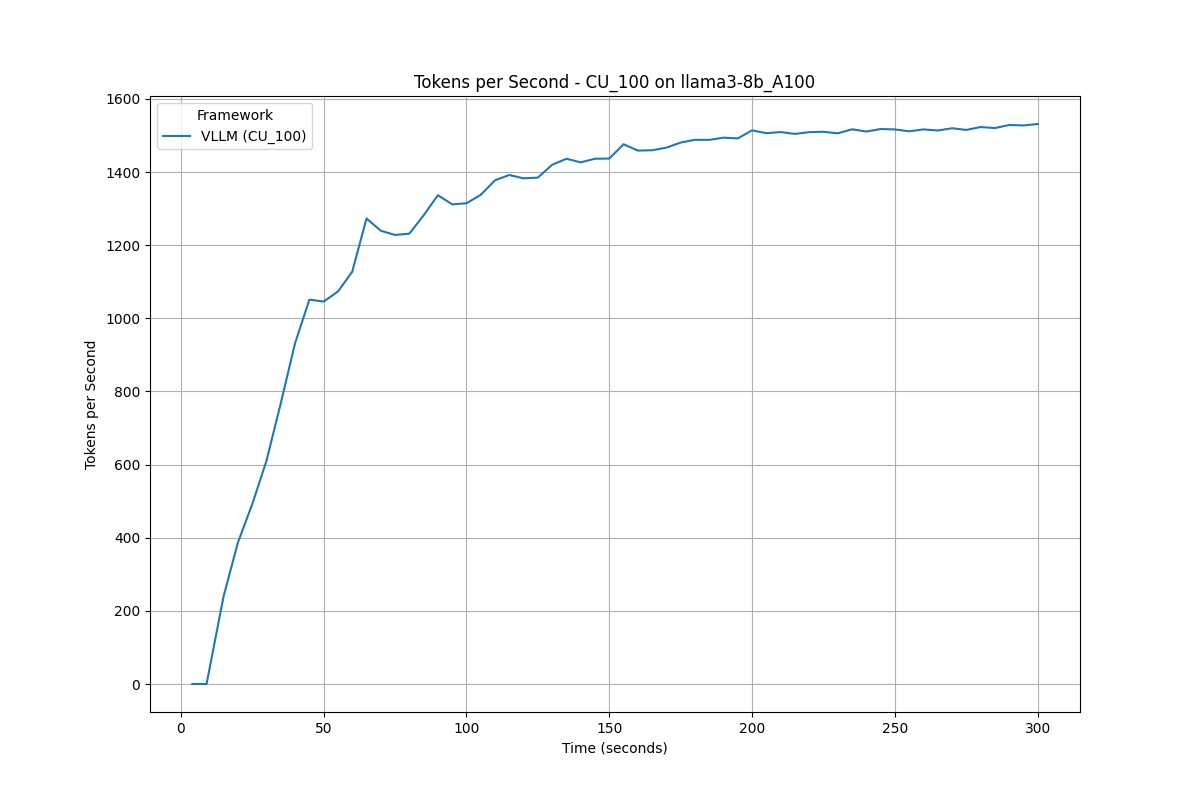 Tokens per Second - CU_100 on llama3-8b_A100
Framework
VLLM (CU_100)
Tokens per Second
1600
1400
1200
1000
800
600
400
200
0
0 50 100 150 200 250 300
Time (seconds)